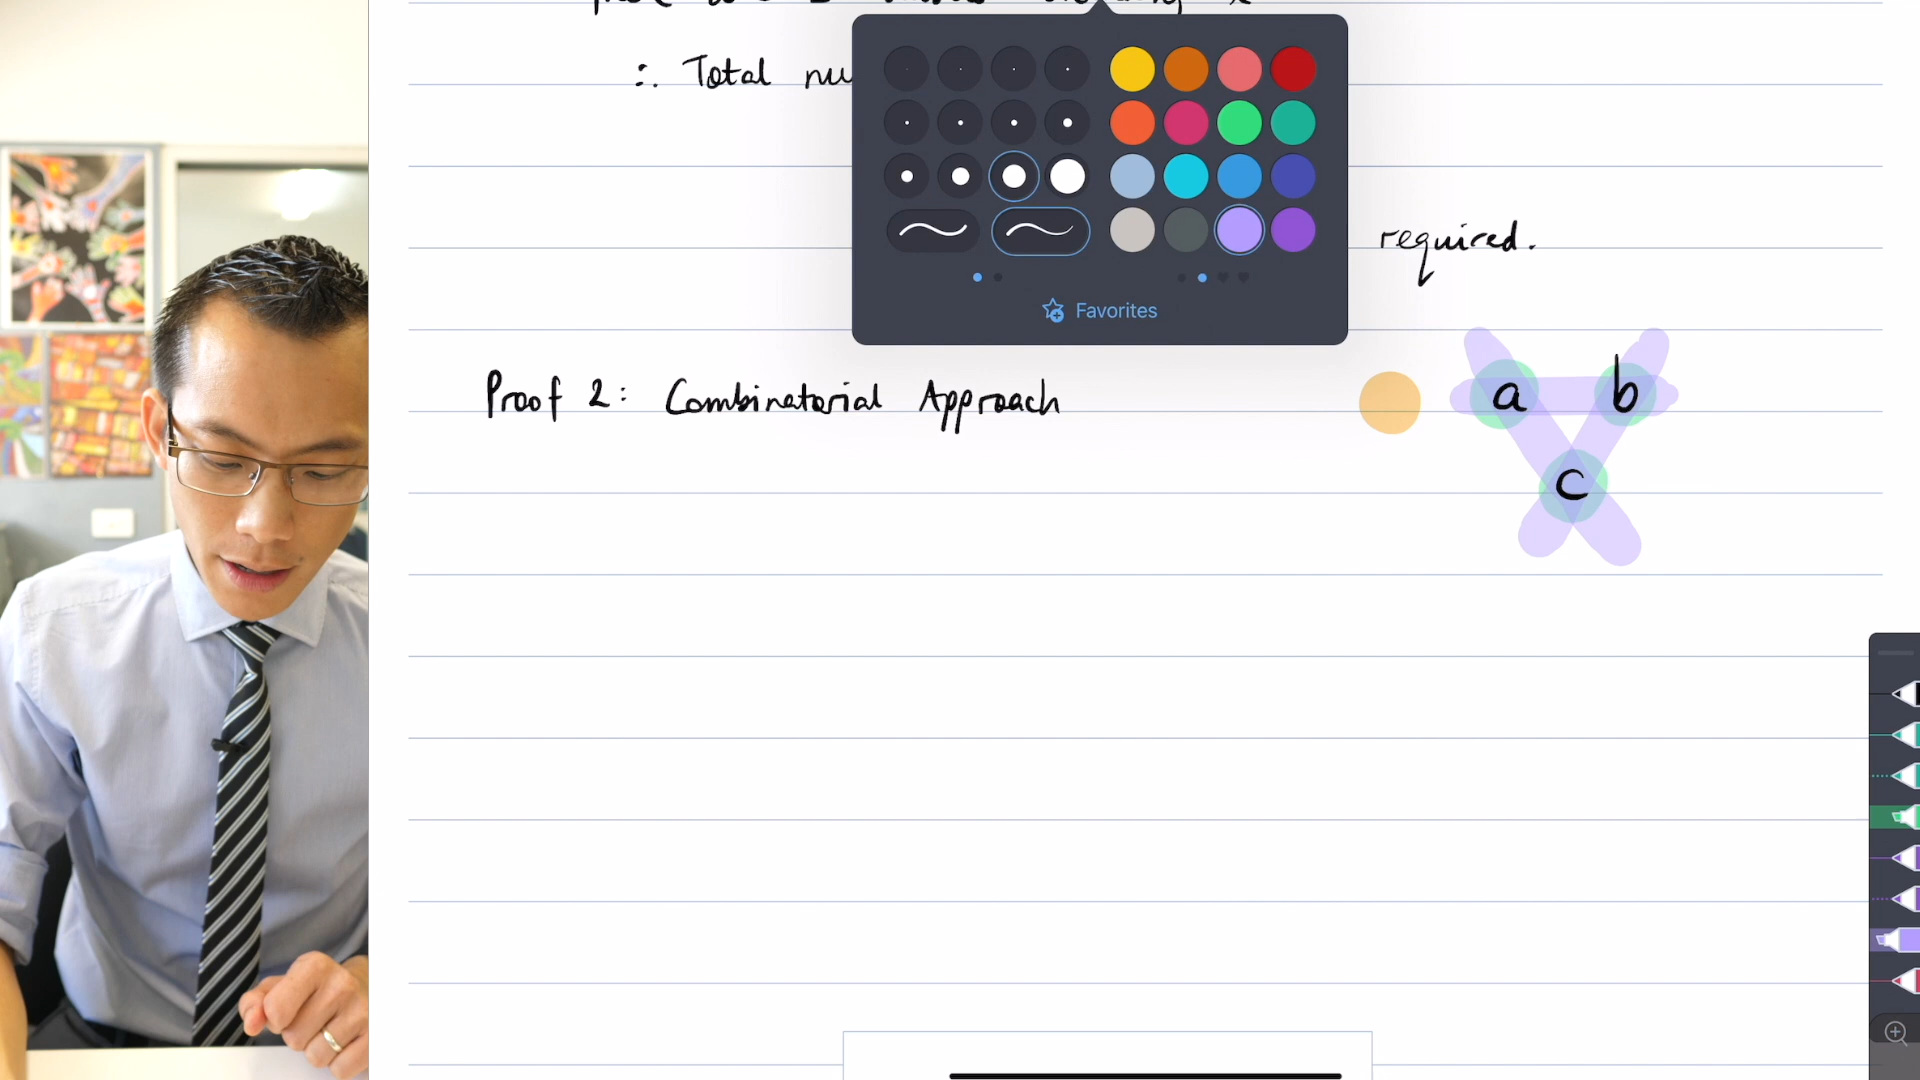 ∴ Total nu
required.
Favorites
Proof 2: Combinatorial Approach
a b
c